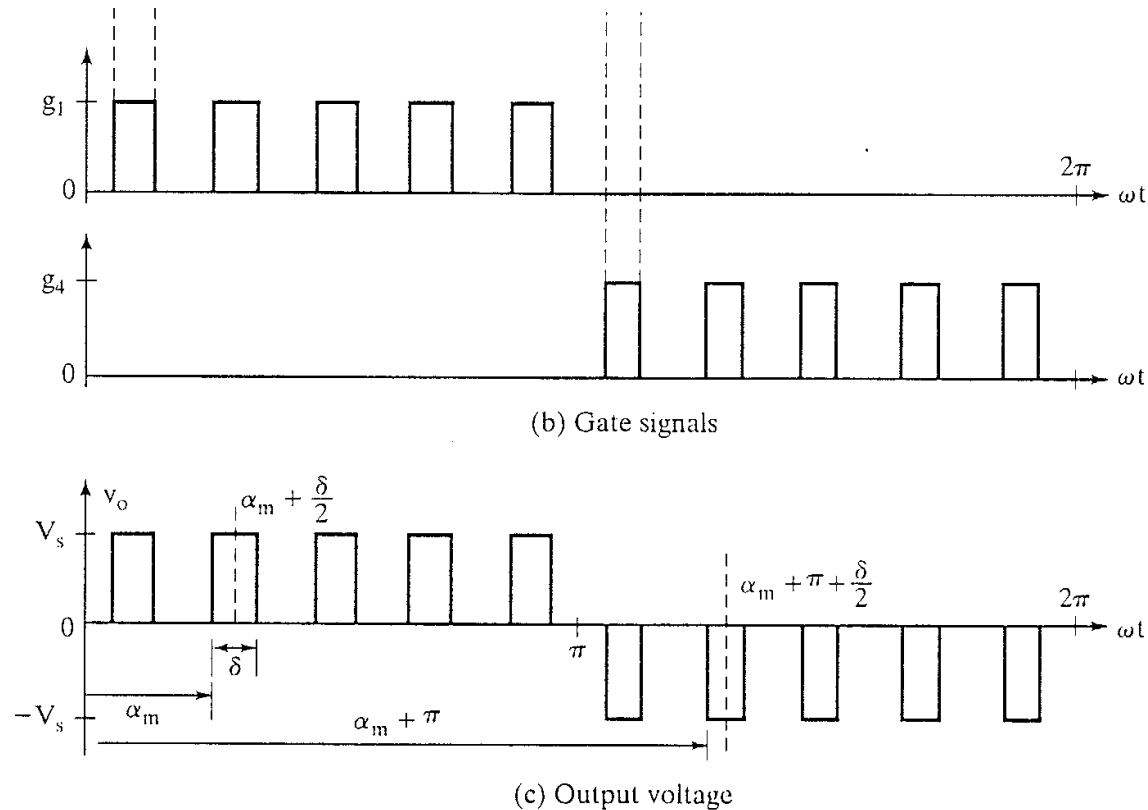 g₁
0
2π
ωt
g₄
0
ωt
(b) Gate signals
vₒ
αₘ + δ/2
Vₛ
αₘ + π + δ/2
2π
0
π
ωt
δ
αₘ
−Vₛ
αₘ + π
(c) Output voltage